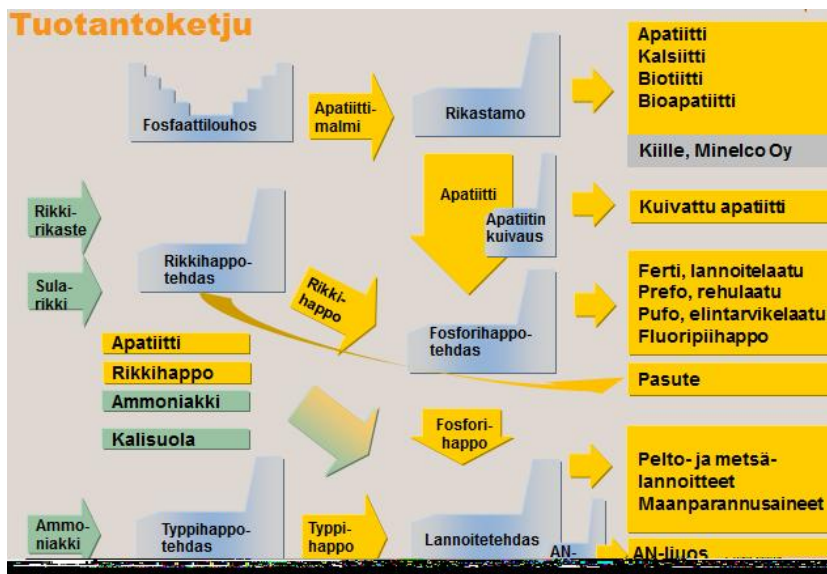 Tuotantoketju
Fosfaattilouhos
Apatiitti-
malmi
Rikastamo
Apatiitti
Kalsiitti
Biotiitti
Bioapatiitti
Kiille, Minelco Oy
Rikki-
rikaste
Sula-
rikki
Rikkihappo-
tehdas
Rikki-
happo
Apatiitti
Apatiitin
kuivaus
Kuivattu apatiitti
Fosforihappo-
tehdas
Ferti, lannoitelaatu
Prefo, rehulaatu
Pufo, elintarvikelaatu
Fluoripiihappo
Pasute
Apatiitti
Rikkihappo
Ammoniakki
Kalisuola
Fosfori-
happo
Pelto- ja metsä-
lannoitteet
Maanparannusaineet
Ammo-
niakki
Typpihappo-
tehdas
Typpi-
happo
Lannoitetehdas
AN-
AN-liuos